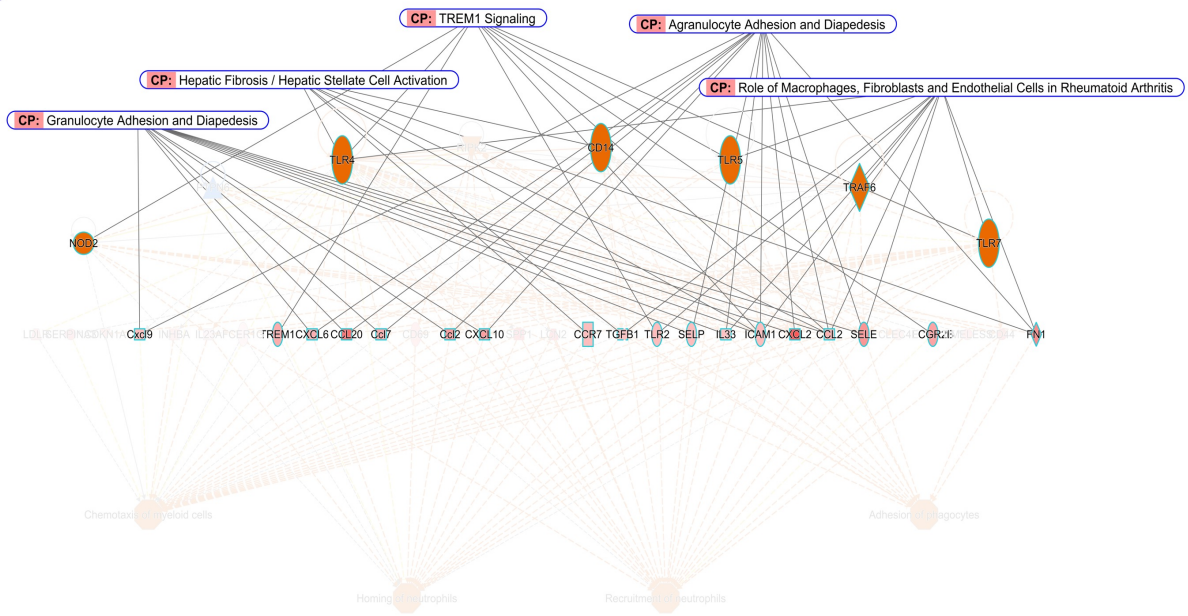 CP: TREM1 Signaling
CP: Agranulocyte Adhesion and Diapedesis
CP: Hepatic Fibrosis / Hepatic Stellate Cell Activation
CP: Role of Macrophages, Fibroblasts and Endothelial Cells in Rheumatoid Arthritis
CP: Granulocyte Adhesion and Diapedesis
CD14
TLR4
TLR5
TRAF6
NOD2
TLR7
Cxcl9 TREM1 CXCL6 CCL20 Ccl7 Ccl2 CXCL10 CCR7 TGFB1 TLR2 SELP IL33 ICAM1 CXCL2 CCL2 SELE FN1
Chemotaxis of myeloid cells
Adhesion of phagocytes
Homing of neutrophils
Recruitment of neutrophils